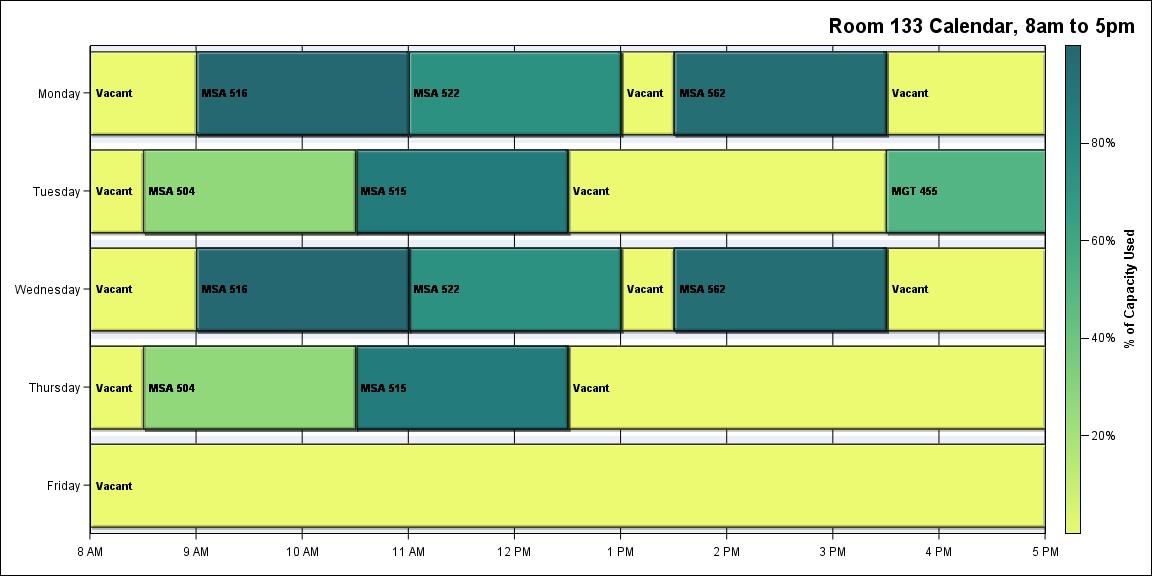 Room 133 Calendar, 8am to 5pm
Monday
Vacant
MSA 516
MSA 522
Vacant
MSA 562
Vacant
Tuesday
Vacant
MSA 504
MSA 515
Vacant
MGT 455
Wednesday
Vacant
MSA 516
MSA 522
Vacant
MSA 562
Vacant
Thursday
Vacant
MSA 504
MSA 515
Vacant
Friday
Vacant
8 AM
9 AM
10 AM
11 AM
12 PM
1 PM
2 PM
3 PM
4 PM
5 PM
80%
60%
40%
20%
% of Capacity Used